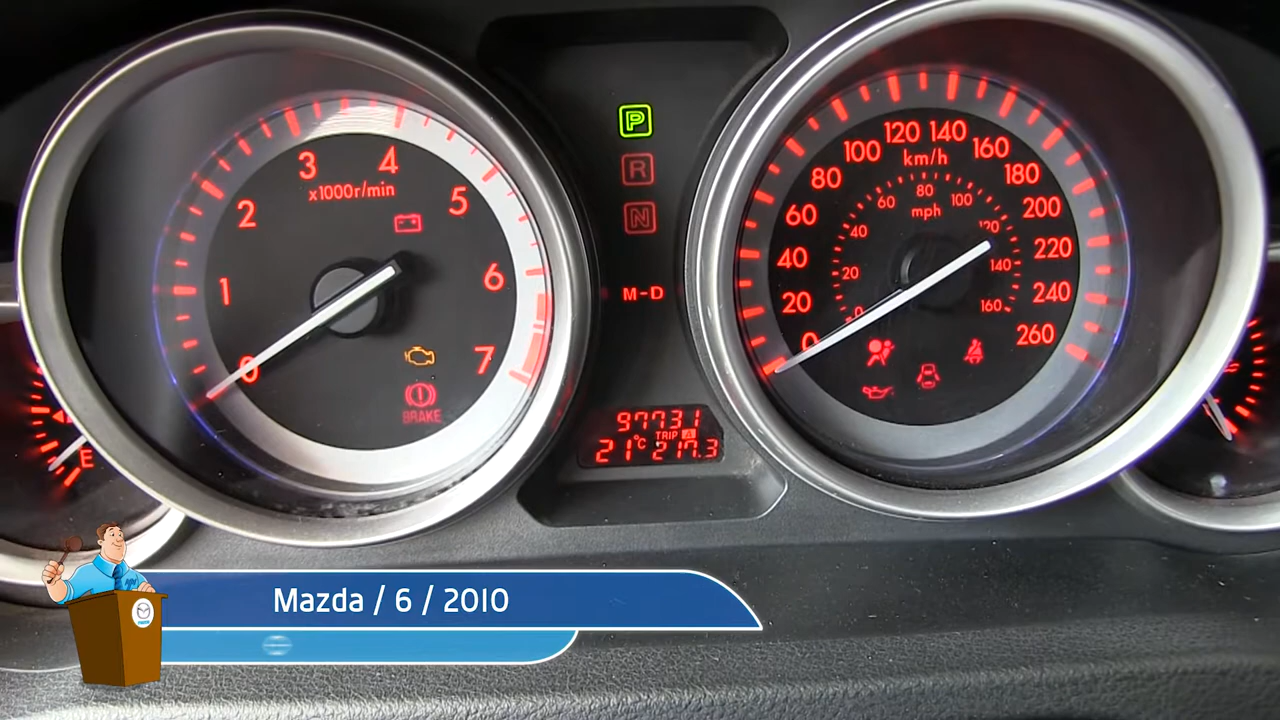 3 4
x1000r/min
2 5
1 6
0 7
BRAKE
E
P
R
N
M-D
97731
21°C TRIP A 217.3
120 140
100 160
km/h
80 180
80
60 100
mph
60 200
40 120
40 220
20 140
20 240
0 160
0 260
Mazda / 6 / 2010